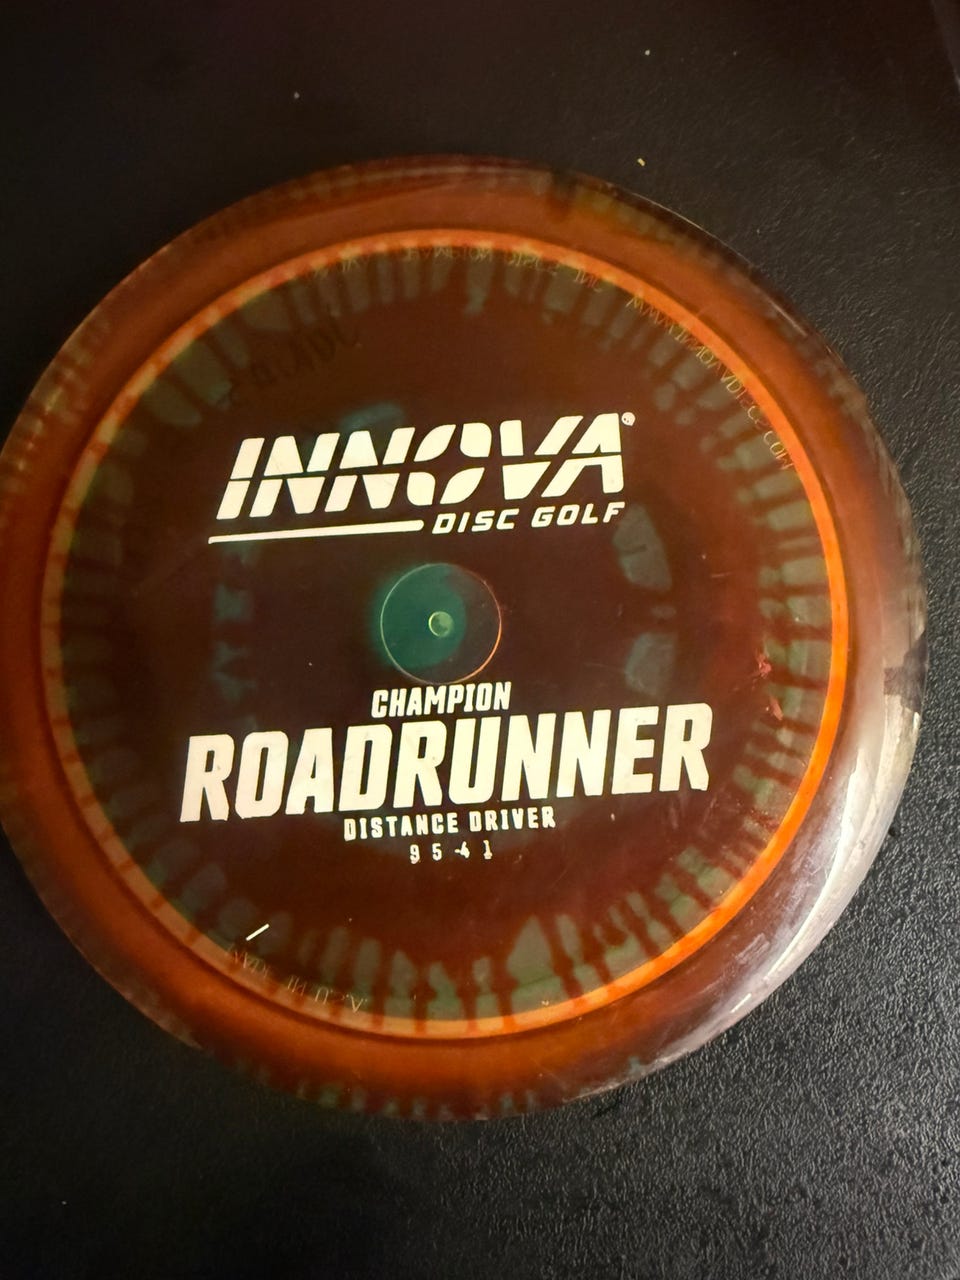 INNOVA
DISC GOLF
CHAMPION
ROADRUNNER
DISTANCE DRIVER
9 5 -4 1